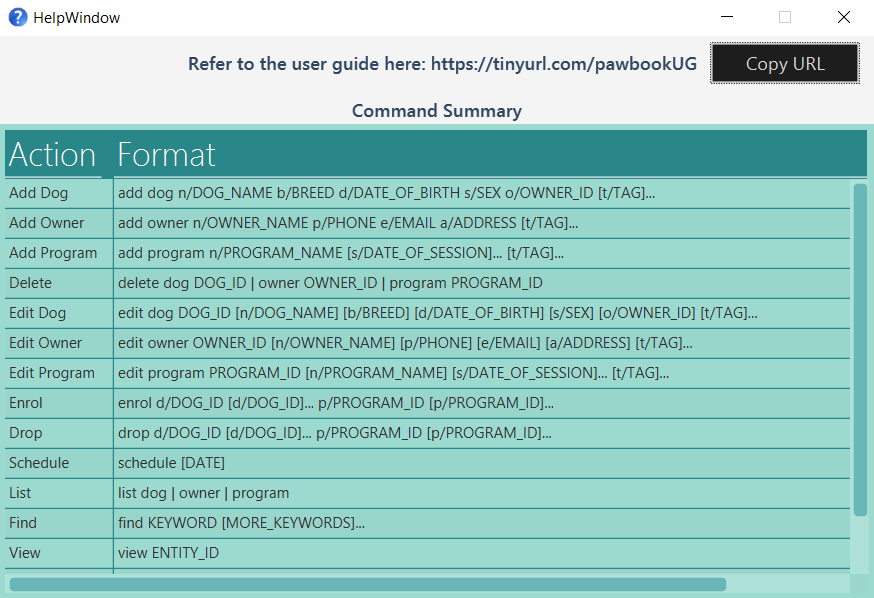 HelpWindow
Refer to the user guide here: https://tinyurl.com/pawbookUG Copy URL
Command Summary
Action Format
Add Dog add dog n/DOG_NAME b/BREED d/DATE_OF_BIRTH s/SEX o/OWNER_ID [t/TAG]...
Add Owner add owner n/OWNER_NAME p/PHONE e/EMAIL a/ADDRESS [t/TAG]...
Add Program add program n/PROGRAM_NAME [s/DATE_OF_SESSION]... [t/TAG]...
Delete delete dog DOG_ID | owner OWNER_ID | program PROGRAM_ID
Edit Dog edit dog DOG_ID [n/DOG_NAME] [b/BREED] [d/DATE_OF_BIRTH] [s/SEX] [o/OWNER_ID] [t/TAG]...
Edit Owner edit owner OWNER_ID [n/OWNER_NAME] [p/PHONE] [e/EMAIL] [a/ADDRESS] [t/TAG]...
Edit Program edit program PROGRAM_ID [n/PROGRAM_NAME] [s/DATE_OF_SESSION]... [t/TAG]...
Enrol enrol d/DOG_ID [d/DOG_ID]... p/PROGRAM_ID [p/PROGRAM_ID]...
Drop drop d/DOG_ID [d/DOG_ID]... p/PROGRAM_ID [p/PROGRAM_ID]...
Schedule schedule [DATE]
List list dog | owner | program
Find find KEYWORD [MORE_KEYWORDS]...
View view ENTITY_ID